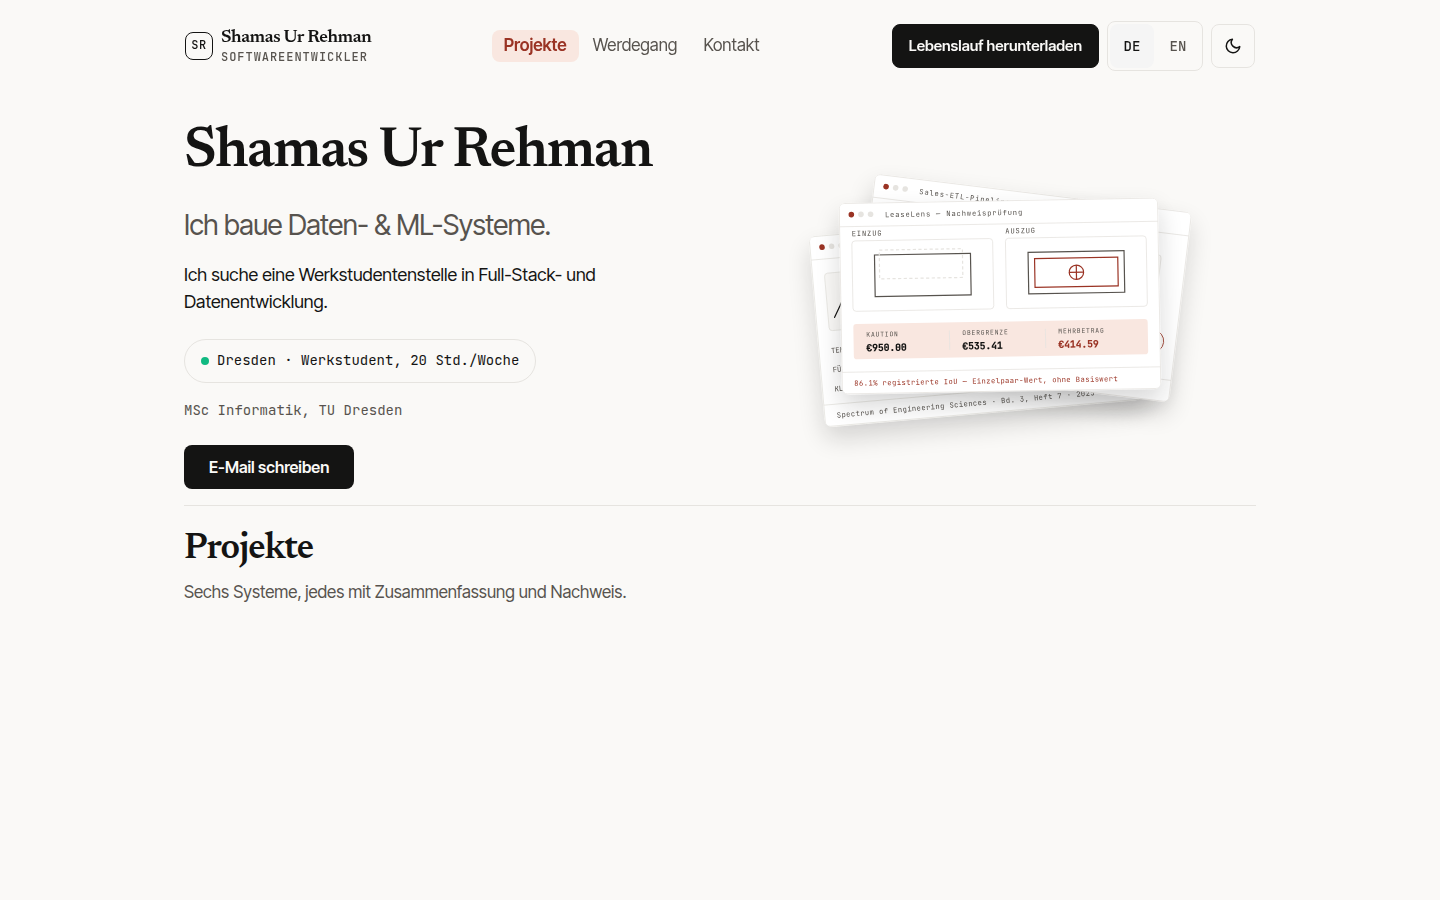 SR
Shamas Ur Rehman
SOFTWAREENTWICKLER
Projekte
Werdegang
Kontakt
Lebenslauf herunterladen
DE
EN
Shamas Ur Rehman
Ich baue Daten- & ML-Systeme.
Ich suche eine Werkstudentenstelle in Full-Stack- und
Datenentwicklung.
Dresden · Werkstudent, 20 Std./Woche
MSc Informatik, TU Dresden
E-Mail schreiben
LeaseLens — Nachweisprüfung
EINZUG
AUSZUG
KAUTION
OBERGRENZE
MEHRBETRAG
€950.00
€535.41
€414.59
86.1% registrierte IoU — Einzelpaar-Wert, ohne Basiswert
Spectrum of Engineering Sciences · Bd. 3, Heft 7 · 2025
Projekte
Sechs Systeme, jedes mit Zusammenfassung und Nachweis.